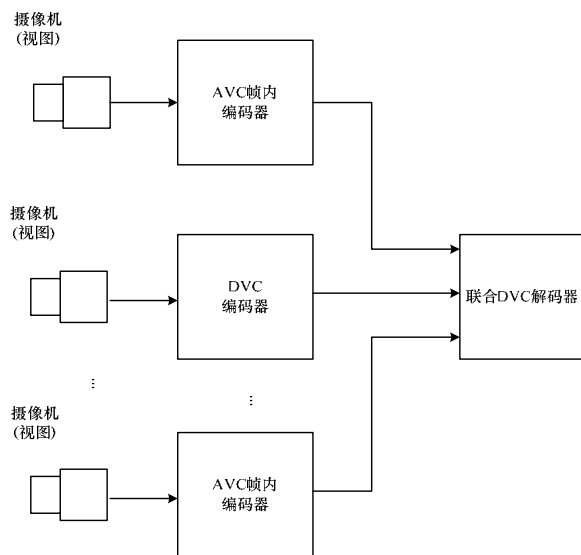 摄像机
(视图)
AVC帧内
编码器
摄像机
(视图)
DVC
编码器
联合DVC解码器
...
...
摄像机
(视图)
AVC帧内
编码器